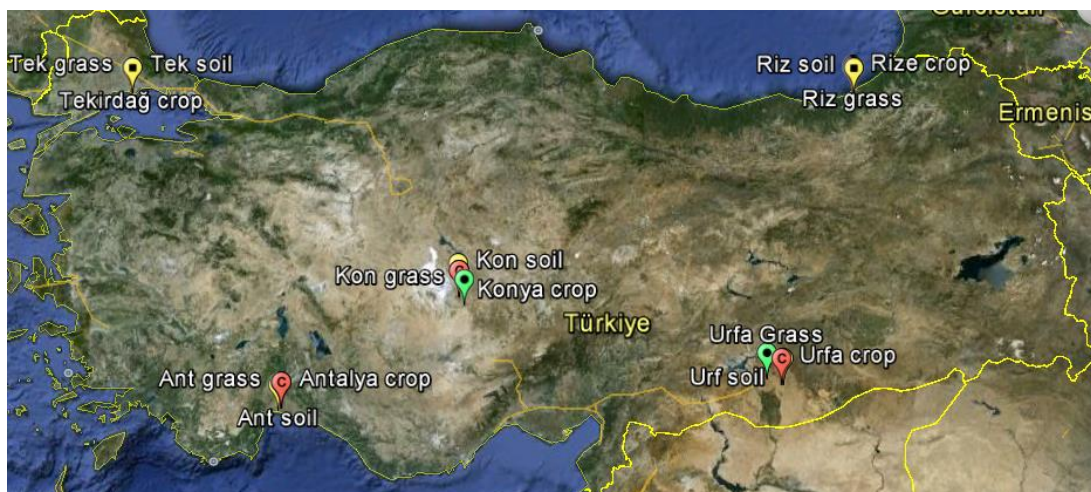 Gürcistan
Tek grass Tek soil
Tekirdağ crop
Riz soil Rize crop
Riz grass
Ermenis
Kon soil
Kon grass
Konya crop
Türkiye
Urfa Grass
Urfa crop
Urf soil
Ant grass C Antalya crop
Ant soil
C
C